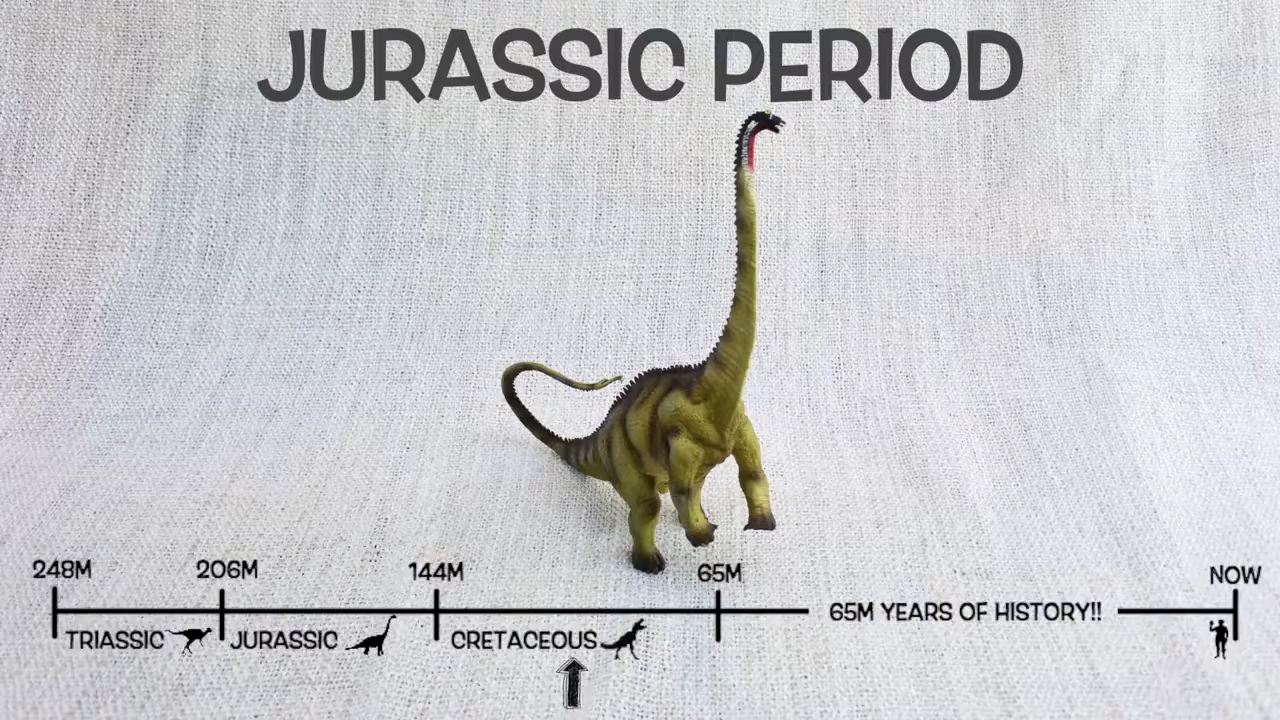 JURASSIC PERIOD
248M 206M 144M 65M NOW
65M YEARS OF HISTORY!!
TRIASSIC JURASSIC CRETACEOUS